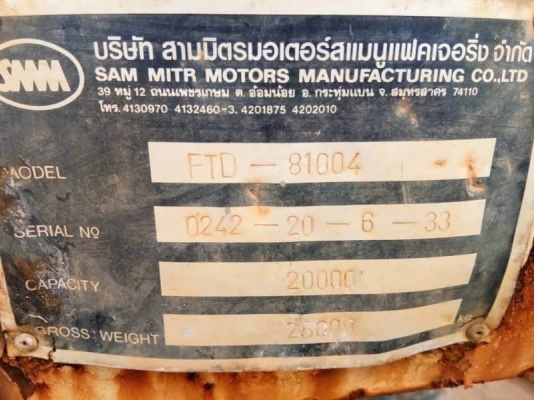 SMM
บริษัท สามมิตรมอเตอร์สแมนูแฟคเจอริ่ง จำกัด
SAM MITR MOTORS MANUFACTURING CO.,LTD
39 หมู่ 12 ถนนเพชรเกษม ต. อ้อมน้อย อ. กระทุ่มแบน จ. สมุทรสาคร 74110
โทร. 4130970 4132460-3. 4201875 4202010
MODEL FTD - 81004
SERIAL No 0242 - 20 - 6 - 33
CAPACITY 20000
GROSS WEIGHT 25000 kg